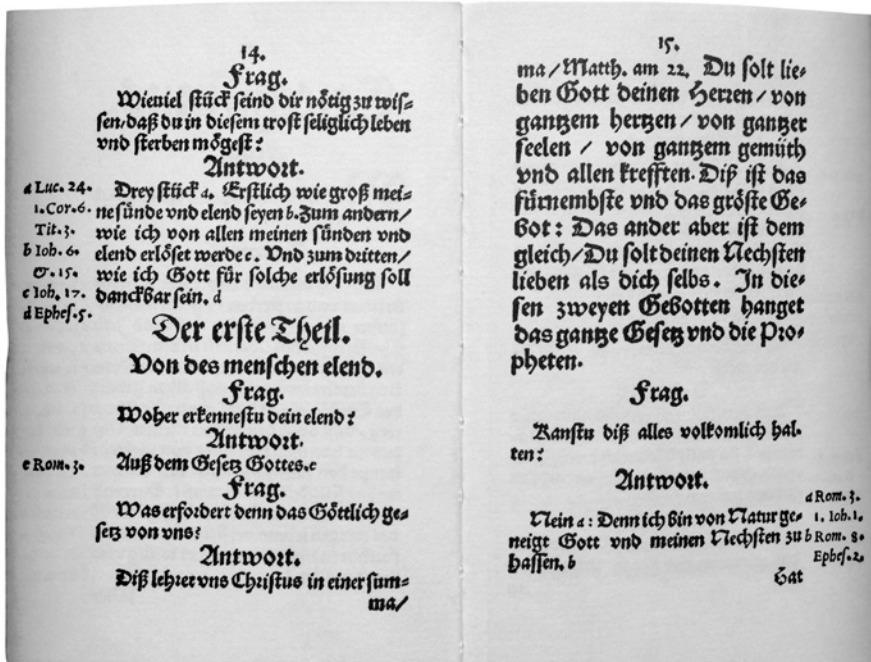 14.
Frag.
Wieuiel stück seind dir nötig zu wis=
sen/daß du in diesem trost seliglich leben
vnd sterben mögest?
Antwort.
a Luc. 24.
1. Cor. 6.
Tit. 3.
b Ioh. 6.
& 15.
c Ioh. 17.
d Ephes. 5.
Drey stück a. Erstlich wie groß mei=
ne sünde vnd elend seyen b. Zum andern/
wie ich von allen meinen sünden vnd
elend erlöset werde c. Vnd zum dritten/
wie ich Gott für solche erlösung soll
danckbar sein. d
Der erste Theil.
Von des menschen elend.
Frag.
Woher erkennestu dein elend?
Antwort.
e Rom. 3.
Auß dem Gesetz Gottes. e
Frag.
Was erfordert denn das Göttlich ge=
setz von vns?
Antwort.
Diß lehret vns Christus in einer sum=
ma/
15.
ma/Matth. am 22. Du solt lie=
ben Gott deinen Herren/von
gantzem hertzen/von gantzer
seelen / von gantzem gemüth
vnd allen krefften. Diß ist das
fürnembste vnd das gröste Ge=
bot: Das ander aber ist dem
gleich/Du solt deinen Nechsten
lieben als dich selbs. In die=
sen zweyen Gebotten hanget
das gantze Gesetz vnd die Pro=
pheten.
Frag.
Kanstu diß alles volkomlich hal=
ten?
Antwort.
Nein a: Denn ich bin von Natur ge=
neigt Gott vnd meinen Nechsten zu
hassen. b
a Rom. 3.
1. Ioh. 1.
b Rom. 8.
Ephes. 2.
Hat